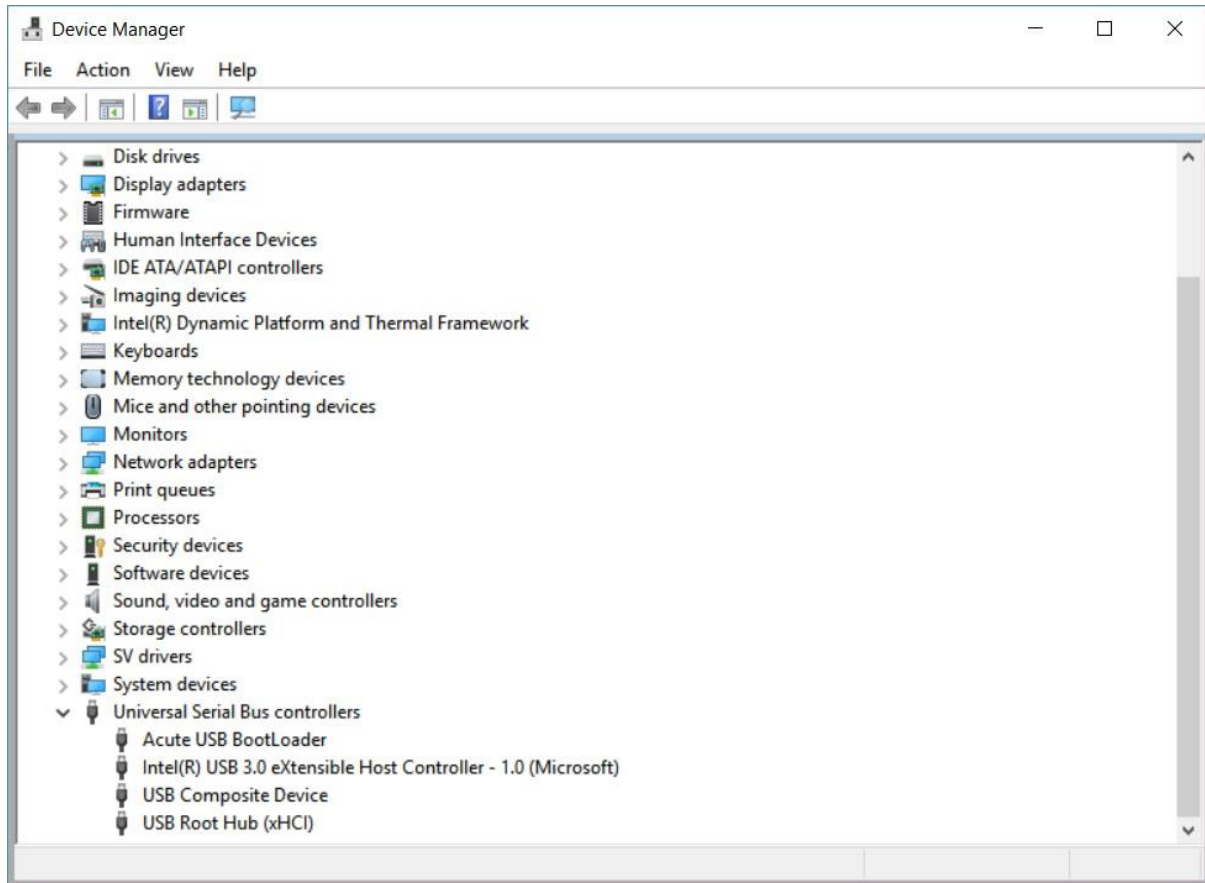 Device Manager
File Action View Help
Disk drives
Display adapters
Firmware
Human Interface Devices
IDE ATA/ATAPI controllers
Imaging devices
Intel(R) Dynamic Platform and Thermal Framework
Keyboards
Memory technology devices
Mice and other pointing devices
Monitors
Network adapters
Print queues
Processors
Security devices
Software devices
Sound, video and game controllers
Storage controllers
SV drivers
System devices
Universal Serial Bus controllers
Acute USB BootLoader
Intel(R) USB 3.0 eXtensible Host Controller - 1.0 (Microsoft)
USB Composite Device
USB Root Hub (xHCI)